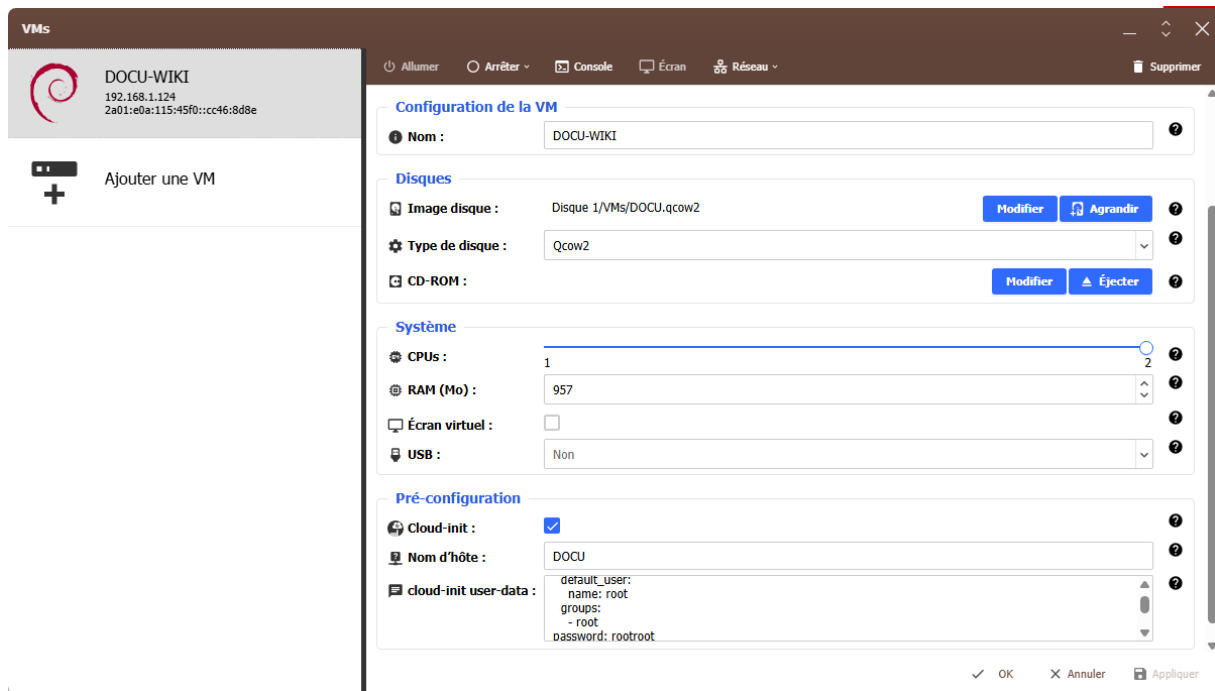 VMs
DOCU-WIKI
192.168.1.124
2a01:e0a:115:45f0::cc46:8d8e
Ajouter une VM
Allumer Arrêter Console Écran Réseau Supprimer
Configuration de la VM
Nom : DOCU-WIKI
Disques
Image disque : Disque 1/VMs/DOCU.qcow2 Modifier Agrandir
Type de disque : Qcow2
CD-ROM : Modifier Éjecter
Système
CPUs : 1 2
RAM (Mo) : 957
Écran virtuel :
USB : Non
Pré-configuration
Cloud-init :
Nom d'hôte : DOCU
cloud-init user-data : default_user:
name: root
groups:
- root
password: rootroot
OK Annuler Appliquer